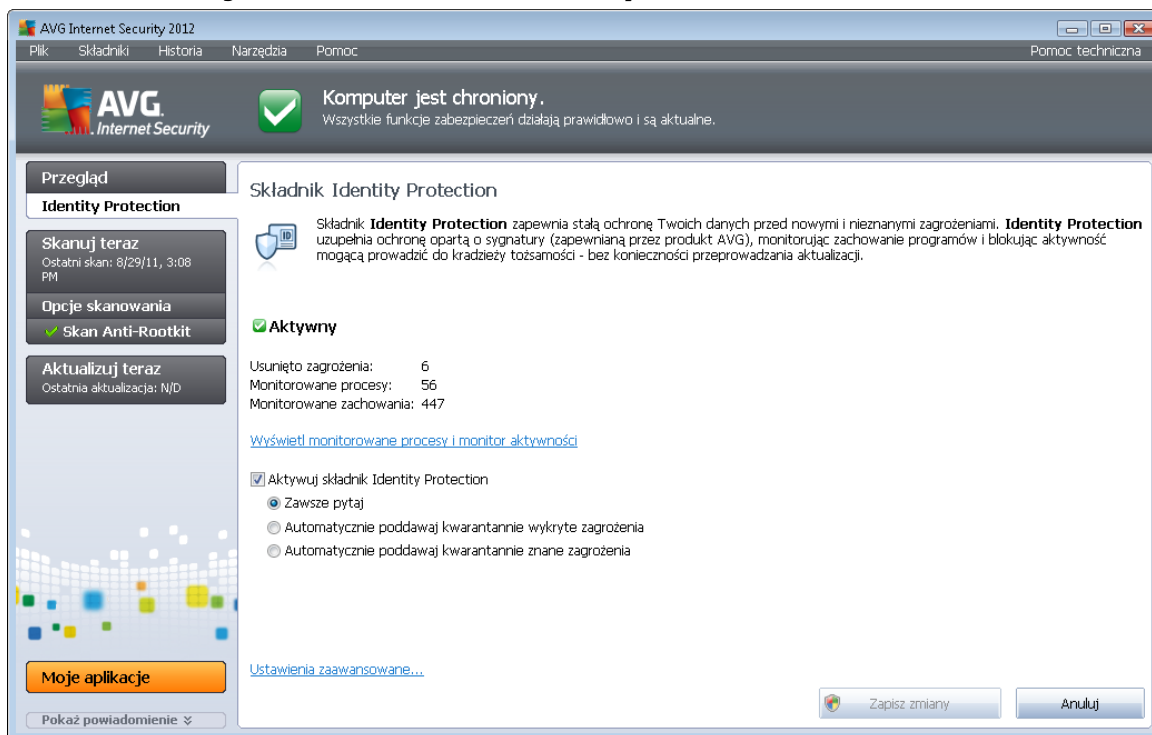 AVG Internet Security 2012
Plik Składniki Historia Narzędzia Pomoc Pomoc techniczna
AVG.
Internet Security
Komputer jest chroniony.
Wszystkie funkcje zabezpieczeń działają prawidłowo i są aktualne.
Przegląd
Identity Protection
Skanuj teraz
Ostatni skan: 8/29/11, 3:08
PM
Opcje skanowania
Skan Anti-Rootkit
Aktualizuj teraz
Ostatnia aktualizacja: N/D
Moje aplikacje
Pokaż powiadomienie
Składnik Identity Protection
Składnik Identity Protection zapewnia stałą ochronę Twoich danych przed nowymi i nieznanymi zagrożeniami. Identity Protection
uzupełnia ochronę opartą o sygnatury (zapewnianą przez produkt AVG), monitorując zachowanie programów i blokując aktywność
mogącą prowadzić do kradzieży tożsamości - bez konieczności przeprowadzania aktualizacji.
Aktywny
Usunięto zagrożenia: 6
Monitorowane procesy: 56
Monitorowane zachowania: 447
Wyświetl monitorowane procesy i monitor aktywności
Aktywuj składnik Identity Protection
Zawsze pytaj
Automatycznie poddawaj kwarantannie wykryte zagrożenia
Automatycznie poddawaj kwarantannie znane zagrożenia
Ustawienia zaawansowane...
Zapisz zmiany
Anuluj